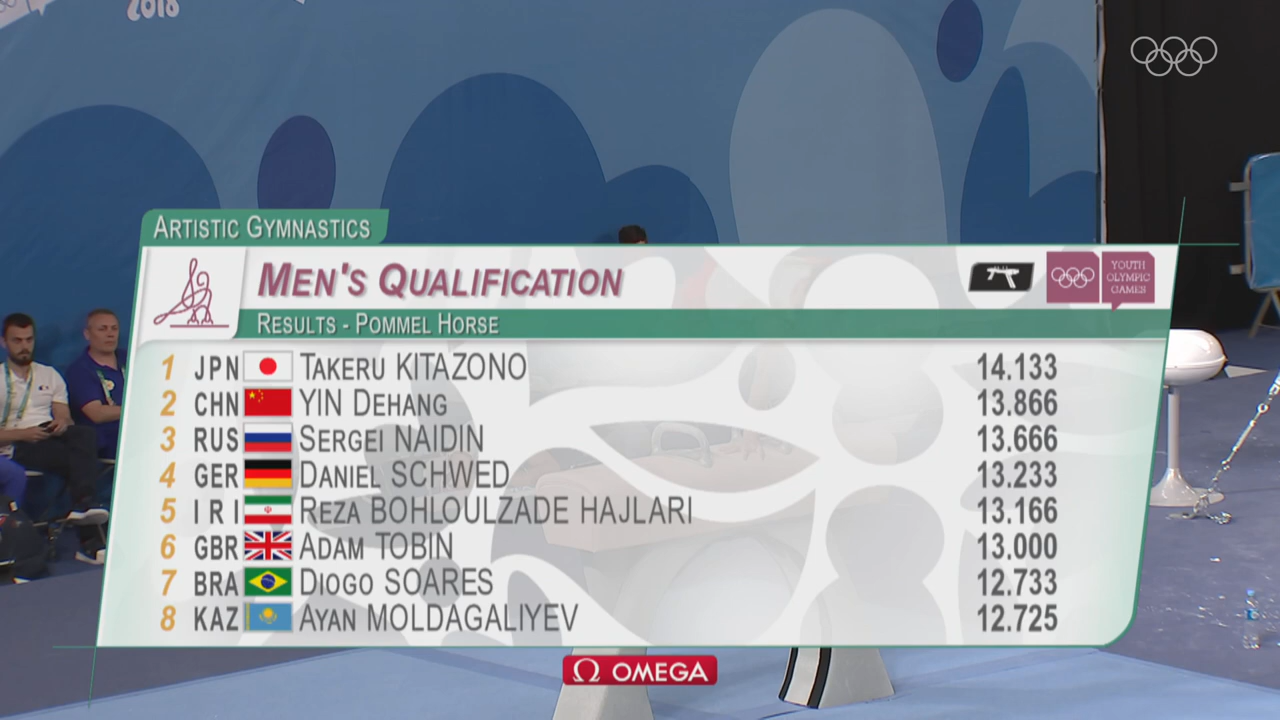 2018
ARTISTIC GYMNASTICS
MEN'S QUALIFICATION
YOUTH
OLYMPIC
GAMES
RESULTS - POMMEL HORSE
1 JPN TAKERU KITAZONO 14.133
2 CHN YIN DEHANG 13.866
3 RUS SERGEI NAIDIN 13.666
4 GER DANIEL SCHWED 13.233
5 IRI REZA BOHLOULZADE HAJLARI 13.166
6 GBR ADAM TOBIN 13.000
7 BRA DIOGO SOARES 12.733
8 KAZ AYAN MOLDAGALIYEV 12.725
Ω OMEGA